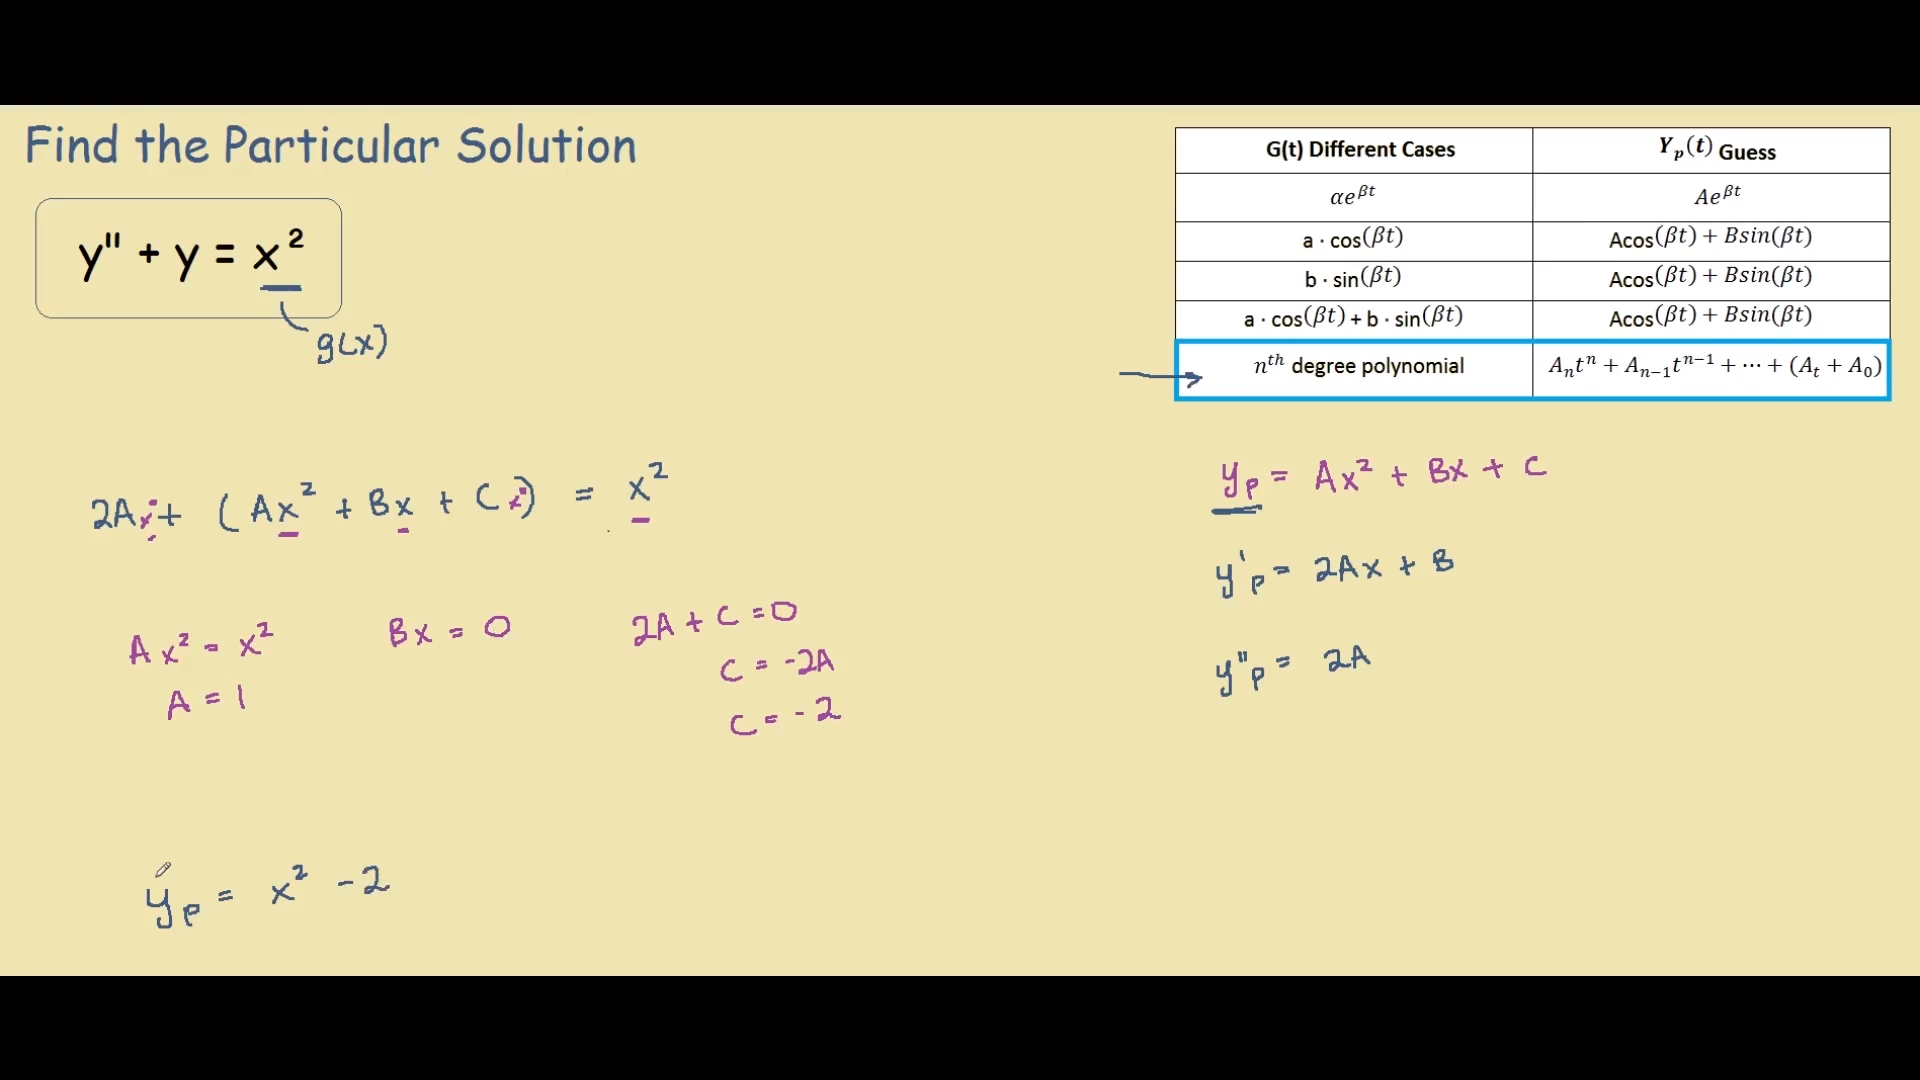 Find the Particular Solution
y" + y = x²
g(x)
G(t) Different Cases Yₚ(t) Guess
αe^{βt} Ae^{βt}
a · cos(βt) Acos(βt) + Bsin(βt)
b · sin(βt) Acos(βt) + Bsin(βt)
a · cos(βt) + b · sin(βt) Acos(βt) + Bsin(βt)
n^{th} degree polynomial Aₙtⁿ + Aₙ₋₁tⁿ⁻¹ + ⋯ + (Aₜ + A₀)
yₚ = Ax² + Bx + C
y'ₚ = 2Ax + B
y"ₚ = 2A
2A + (Ax² + Bx + C) = x²
Ax² = x² Bx = 0 2A + C = 0
A = 1 C = -2A
C = -2
yₚ = x² - 2